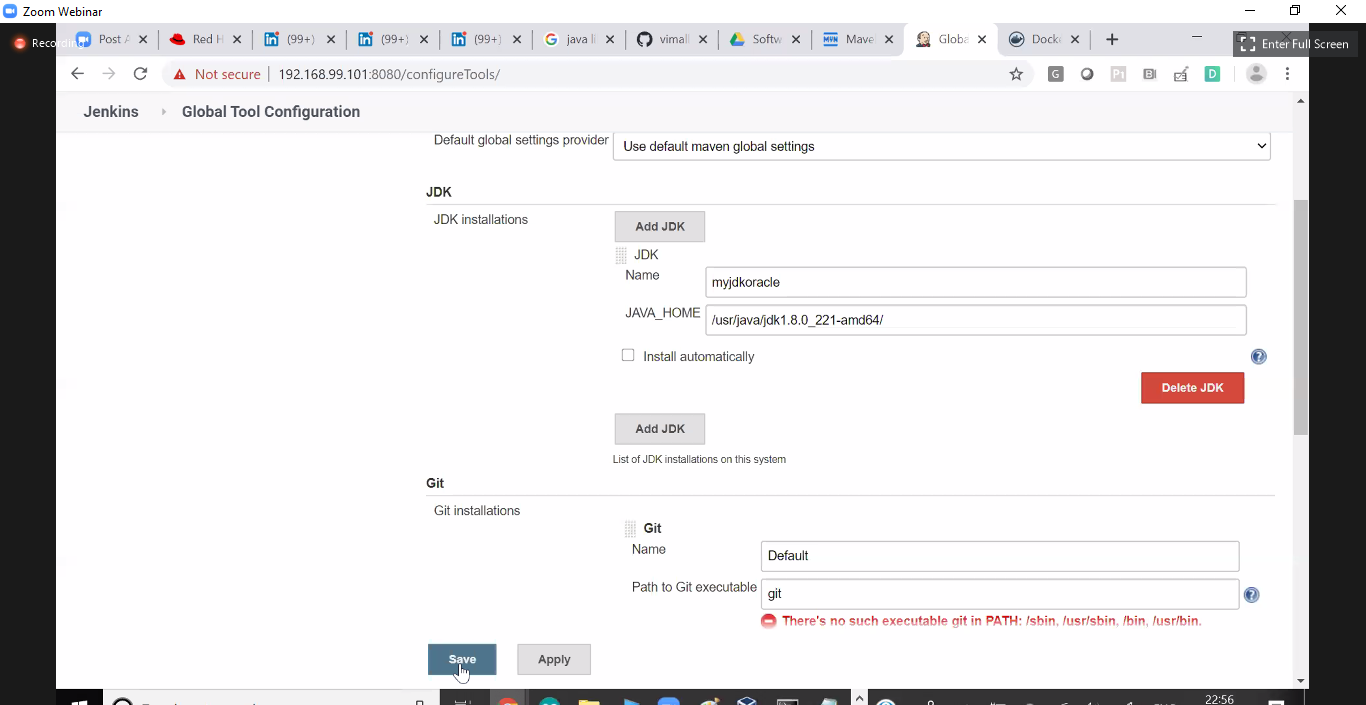 Zoom Webinar
Recording
Post A
Red H
(99+)
(99+)
(99+)
java li
vimall
Softw
Mave
Globa
Dock
Enter Full Screen
Not secure
192.168.99.101:8080/configureTools/
Jenkins
Global Tool Configuration
Default global settings provider
Use default maven global settings
JDK
JDK installations
Add JDK
JDK
Name
myjdkoracle
JAVA_HOME
/usr/java/jdk1.8.0_221-amd64/
Install automatically
Delete JDK
Add JDK
List of JDK installations on this system
Git
Git installations
Git
Name
Default
Path to Git executable
git
There's no such executable git in PATH: /sbin, /usr/sbin, /bin, /usr/bin.
Save
Apply
22:56